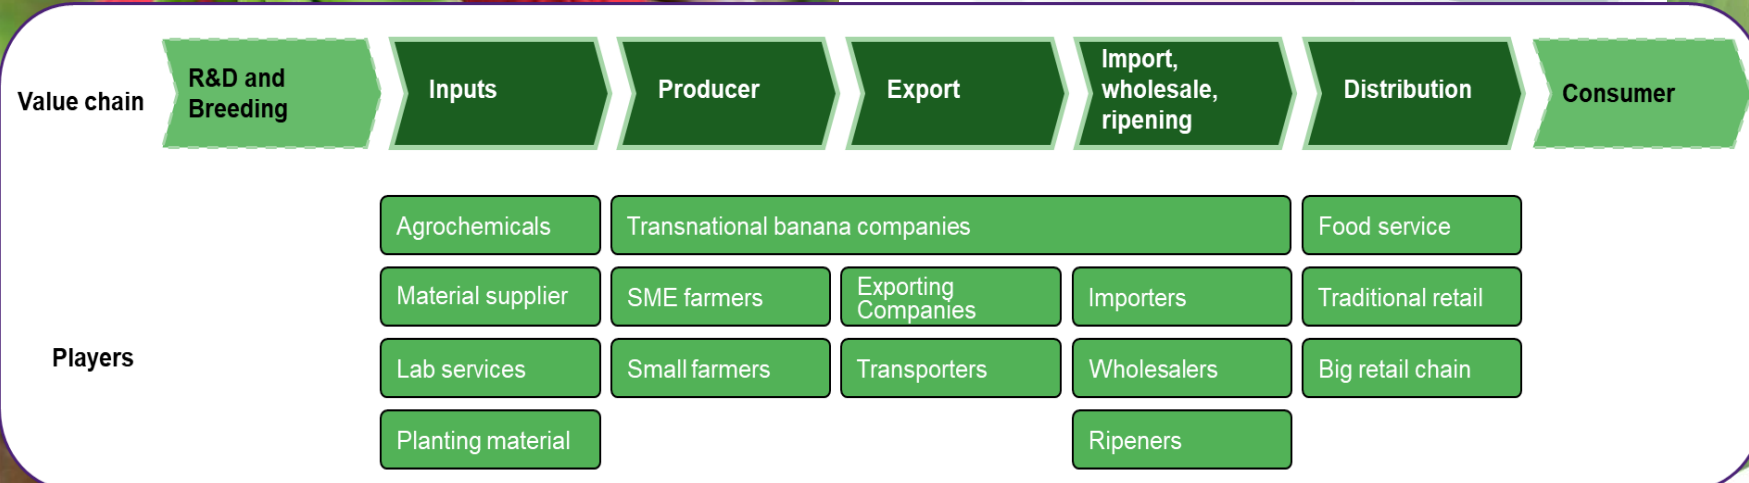 Value chain
R&D and
Breeding
Inputs
Producer
Export
Import,
wholesale,
ripening
Distribution
Consumer
Players
Agrochemicals
Transnational banana companies
Food service
Material supplier
SME farmers
Exporting
Companies
Importers
Traditional retail
Lab services
Small farmers
Transporters
Wholesalers
Big retail chain
Planting material
Ripeners